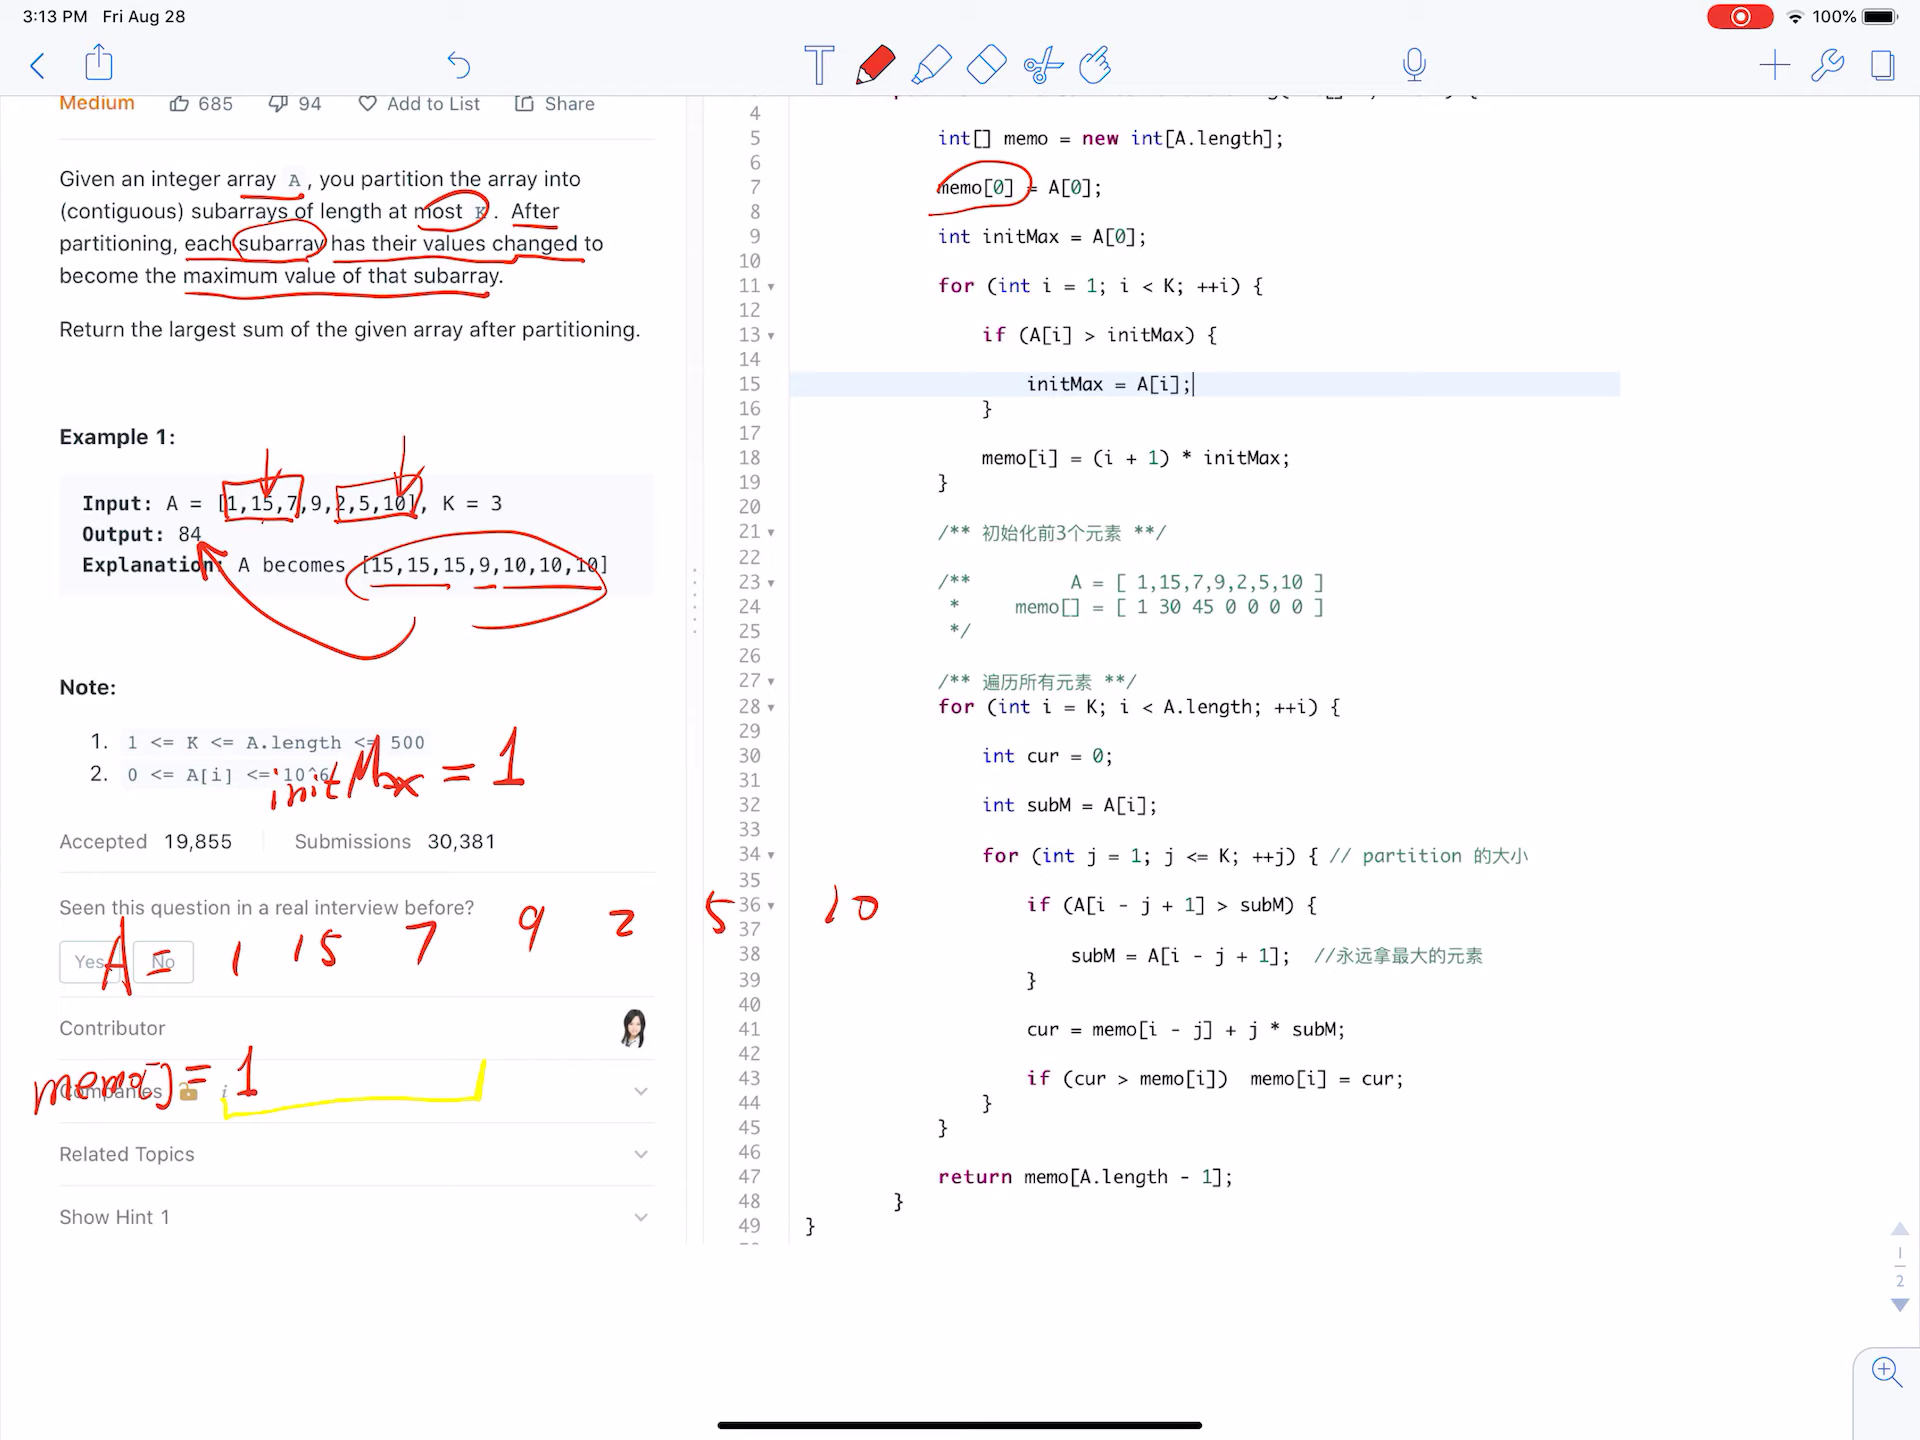 3:13 PM Fri Aug 28
100%
Medium 685 94 Add to List Share
Given an integer array A , you partition the array into
(contiguous) subarrays of length at most K . After
partitioning, each subarray has their values changed to
become the maximum value of that subarray.
Return the largest sum of the given array after partitioning.
Example 1:
Input: A = [1,15,7,9,2,5,10], K = 3
Output: 84
Explanation: A becomes [15,15,15,9,10,10,10]
Note:
1. 1 <= K <= A.length <= 500
2. 0 <= A[i] <= 10^6
initMax = 1
Accepted 19,855 Submissions 30,381
Seen this question in a real interview before?
Yes No
A = 1 15 7 9 2 5 10
Contributor
Companies i
memo[] = 1
Related Topics
Show Hint 1
4
5 int[] memo = new int[A.length];
6
7 memo[0] = A[0];
8
9 int initMax = A[0];
10
11 for (int i = 1; i < K; ++i) {
12
13 if (A[i] > initMax) {
14
15 initMax = A[i];
16 }
17
18 memo[i] = (i + 1) * initMax;
19 }
20
21 /** 初始化前3个元素 **/
22
23 /** A = [ 1,15,7,9,2,5,10 ]
24 * memo[] = [ 1 30 45 0 0 0 0 ]
25 */
26
27 /** 遍历所有元素 **/
28 for (int i = K; i < A.length; ++i) {
29
30 int cur = 0;
31
32 int subM = A[i];
33
34 for (int j = 1; j <= K; ++j) { // partition 的大小
35
36 if (A[i - j + 1] > subM) {
37
38 subM = A[i - j + 1]; //永远拿最大的元素
39 }
40
41 cur = memo[i - j] + j * subM;
42
43 if (cur > memo[i]) memo[i] = cur;
44 }
45 }
46
47 return memo[A.length - 1];
48 }
49 }
1
2